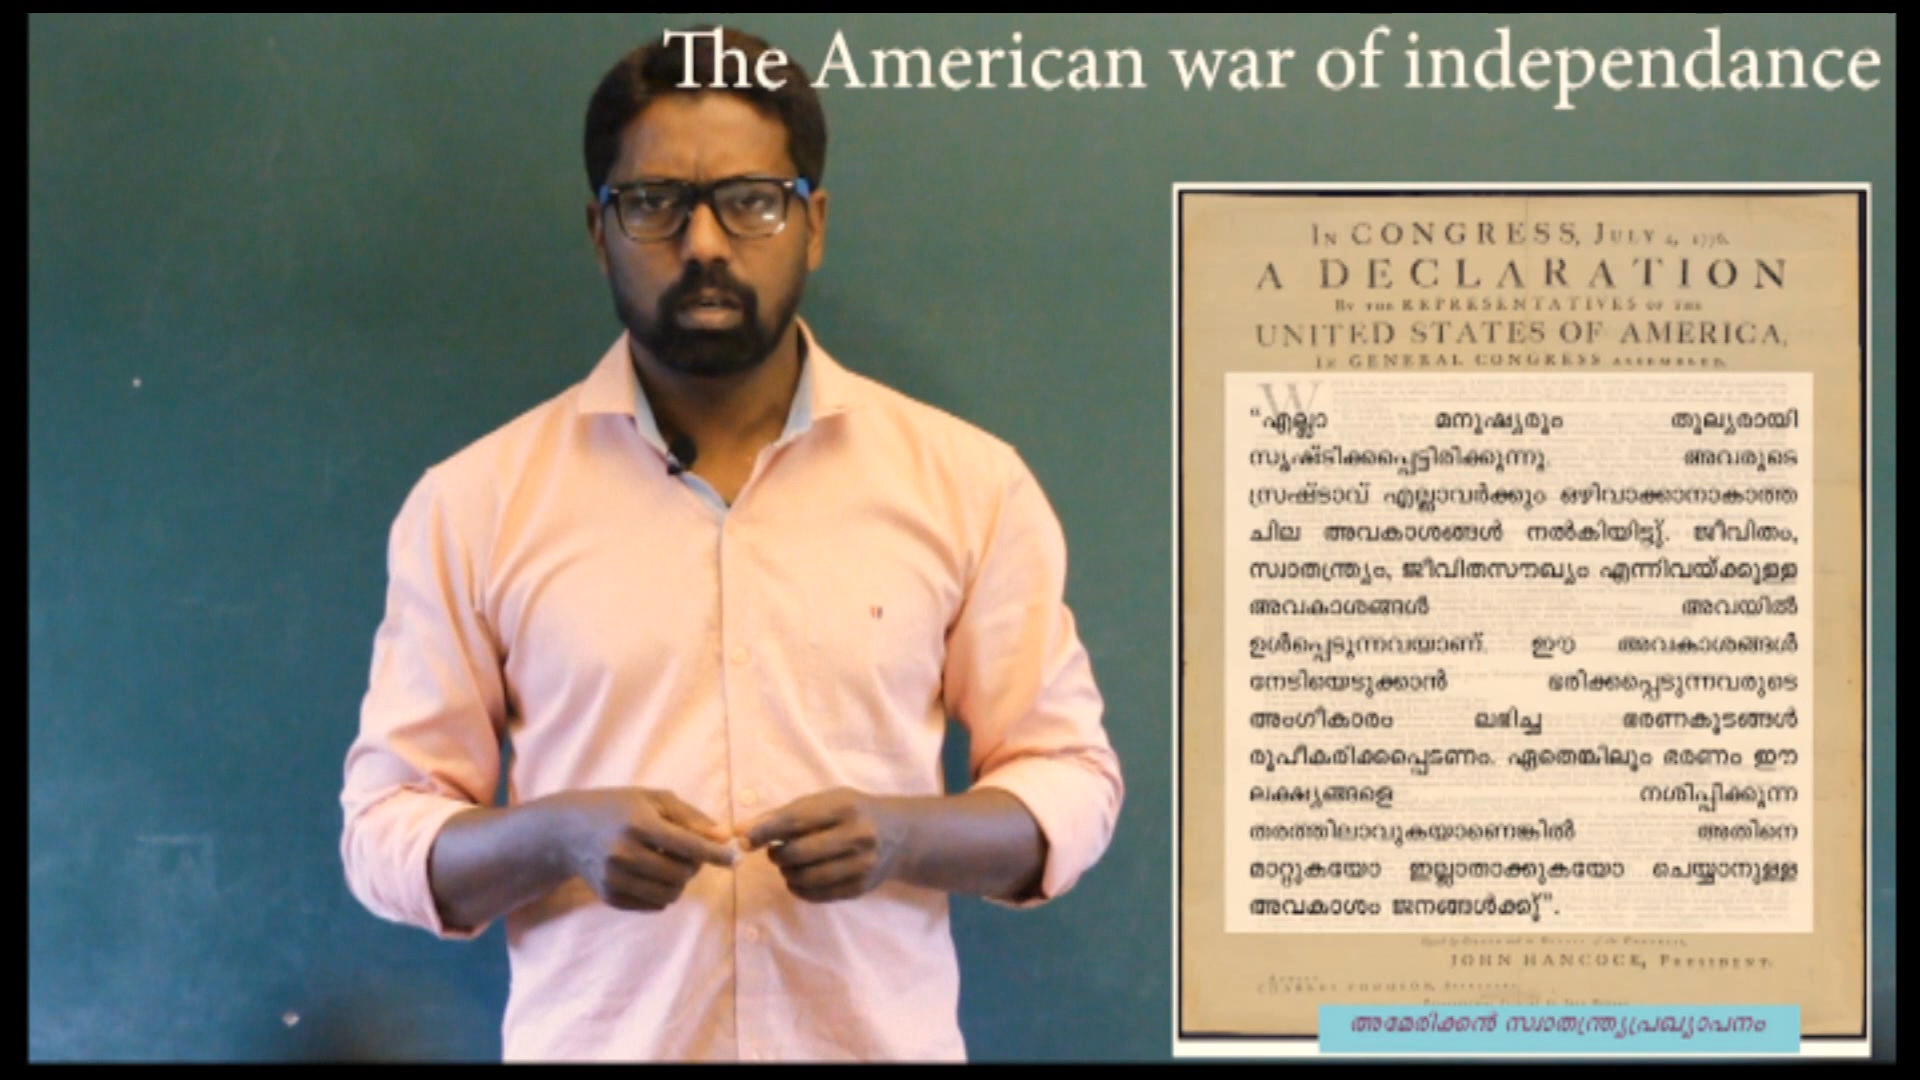 The American war of independance
IN CONGRESS, JULY 4, 1776.
A DECLARATION
BY THE REPRESENTATIVES OF THE
UNITED STATES OF AMERICA,
IN GENERAL CONGRESS ASSEMBLED.
W
“എല്ലാ മനുഷ്യരും തുല്യരായി
സൃഷ്ടിക്കപ്പെട്ടിരിക്കുന്നു. അവരുടെ
സ്രഷ്ടാവ് എല്ലാവർക്കും ഒഴിവാക്കാനാകാത്ത
ചില അവകാശങ്ങൾ നൽകിയിട്ടു്. ജീവിതം,
സ്വാതന്ത്ര്യം, ജീവിതസൗഖ്യം എന്നിവയ്ക്കുള്ള
അവകാശങ്ങൾ അവയിൽ
ഉൾപ്പെടുന്നവയാണ്. ഈ അവകാശങ്ങൾ
നേടിയെടുക്കാൻ ഭരിക്കപ്പെടുന്നവരുടെ
അംഗീകാരം ലഭിച്ച ഭരണകൂടങ്ങൾ
രൂപീകരിക്കപ്പെടണം. ഏതെങ്കിലും ഭരണം ഈ
ലക്ഷ്യങ്ങളെ നശിപ്പിക്കുന്ന
തരത്തിലാവുകയാണെങ്കിൽ അതിനെ
മാറ്റുകയോ ഇല്ലാതാക്കുകയോ ചെയ്യാനുള്ള
അവകാശം ജനങ്ങൾക്കു്”.
JOHN HANCOCK, PRESIDENT.
അമേരിക്കൻ സ്വാതന്ത്ര്യപ്രഖ്യാപനം